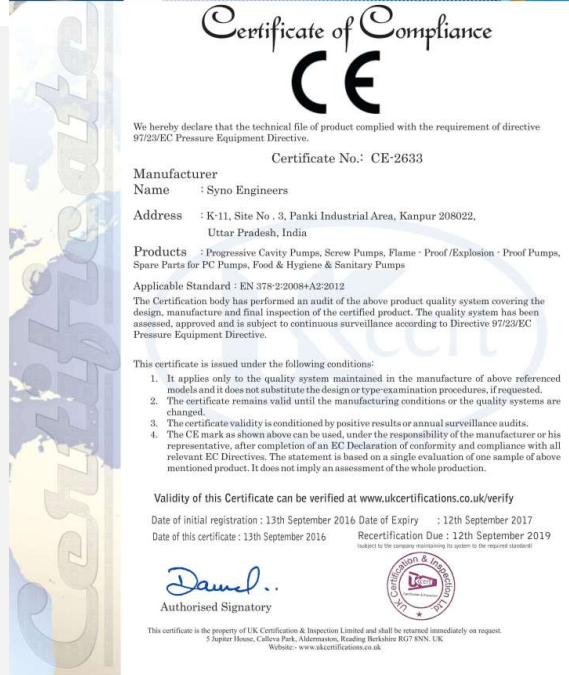 Certificate of Compliance
CE
We hereby declare that the technical file of product complied with the requirement of directive
97/23/EC Pressure Equipment Directive.
Certificate No.: CE-2633
Manufacturer
Name : Syno Engineers
Address : K-11, Site No . 3, Panki Industrial Area, Kanpur 208022,
Uttar Pradesh, India
Products : Progressive Cavity Pumps, Screw Pumps, Flame - Proof /Explosion - Proof Pumps,
Spare Parts for PC Pumps, Food & Hygiene & Sanitary Pumps
Applicable Standard : EN 378-2:2008+A2:2012
The Certification body has performed an audit of the above product quality system covering the
design, manufacture and final inspection of the certified product. The quality system has been
assessed, approved and is subject to continuous surveillance according to Directive 97/23/EC
Pressure Equipment Directive.
This certificate is issued under the following conditions:
1. It applies only to the quality system maintained in the manufacture of above referenced
models and it does not substitute the design or type-examination procedures, if requested.
2. The certificate remains valid until the manufacturing conditions or the quality systems are
changed.
3. The certificate validity is conditioned by positive results or annual surveillance audits.
4. The CE mark as shown above can be used, under the responsibility of the manufacturer or his
representative, after completion of an EC Declaration of conformity and compliance with all
relevant EC Directives. The statement is based on a single evaluation of one sample of above
mentioned product. It does not imply an assessment of the whole production.
Validity of this Certificate can be verified at www.ukcertifications.co.uk/verify
Date of initial registration : 13th September 2016 Date of Expiry : 12th September 2017
Date of this certificate : 13th September 2016 Recertification Due : 12th September 2019
(subject to the company maintaining its system to the required standard)
Authorised Signatory
UK Certification & Inspection Ltd.
This certificate is the property of UK Certification & Inspection Limited and shall be returned immediately on request.
5 Jupiter House, Calleva Park, Aldermaston, Reading Berkshire RG7 8NN. UK
Website:- www.ukcertifications.co.uk
Certificate